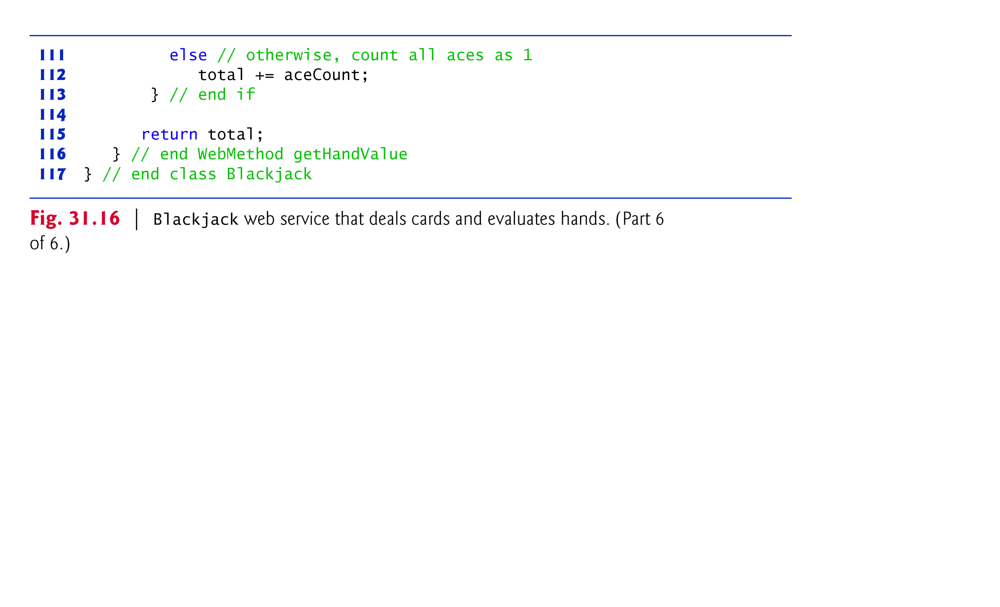 111 else // otherwise, count all aces as 1
112 total += aceCount;
113 } // end if
114
115 return total;
116 } // end WebMethod getHandValue
117 } // end class Blackjack
Fig. 31.16 | Blackjack web service that deals cards and evaluates hands. (Part 6
of 6.)